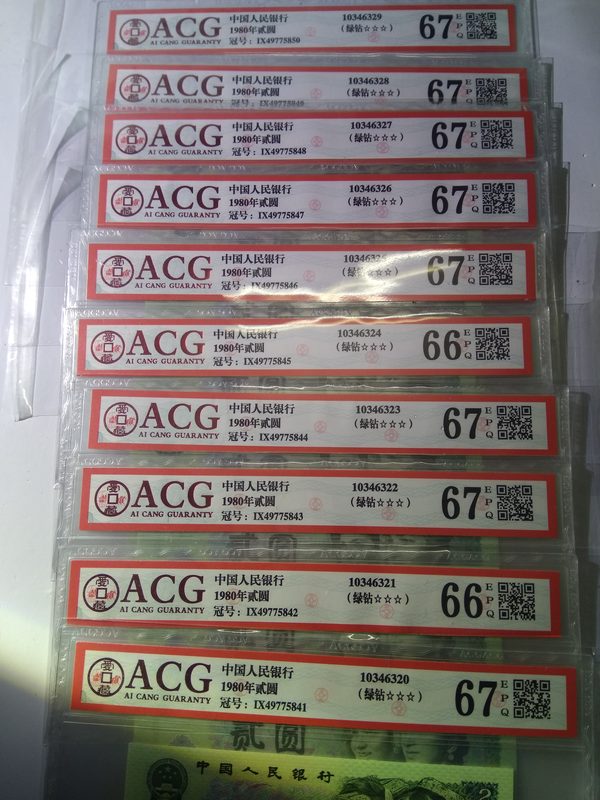 ACG
AI CANG GUARANTY
中国人民银行
1980年贰圆
冠号：IX49775850
10346329
（绿钻☆☆☆）
67
EPQ
ACG
AI CANG GUARANTY
中国人民银行
1980年贰圆
10346328
（绿钻☆☆☆）
67
EPQ
ACG
AI CANG GUARANTY
中国人民银行
1980年贰圆
冠号：IX49775848
10346327
（绿钻☆☆☆）
67
EPQ
ACG
AI CANG GUARANTY
中国人民银行
1980年贰圆
冠号：IX49775847
10346326
（绿钻☆☆☆）
67
EPQ
ACG
AI CANG GUARANTY
中国人民银行
1980年贰圆
冠号：IX49775846
（绿钻☆☆☆）
67
EPQ
ACG
AI CANG GUARANTY
中国人民银行
1980年贰圆
冠号：IX49775845
10346324
（绿钻☆☆☆）
66
EPQ
ACG
AI CANG GUARANTY
中国人民银行
1980年贰圆
冠号：IX49775844
10346323
（绿钻☆☆☆）
67
EPQ
ACG
AI CANG GUARANTY
中国人民银行
1980年贰圆
冠号：IX49775843
10346322
（绿钻☆☆☆）
67
EPQ
贰圆
ACG
AI CANG GUARANTY
中国人民银行
1980年贰圆
冠号：IX49775842
10346321
（绿钻☆☆☆）
66
EPQ
ACG
AI CANG GUARANTY
中国人民银行
1980年贰圆
冠号：IX49775841
10346320
（绿钻☆☆☆）
67
EPQ
贰圆
中国人民银行
2